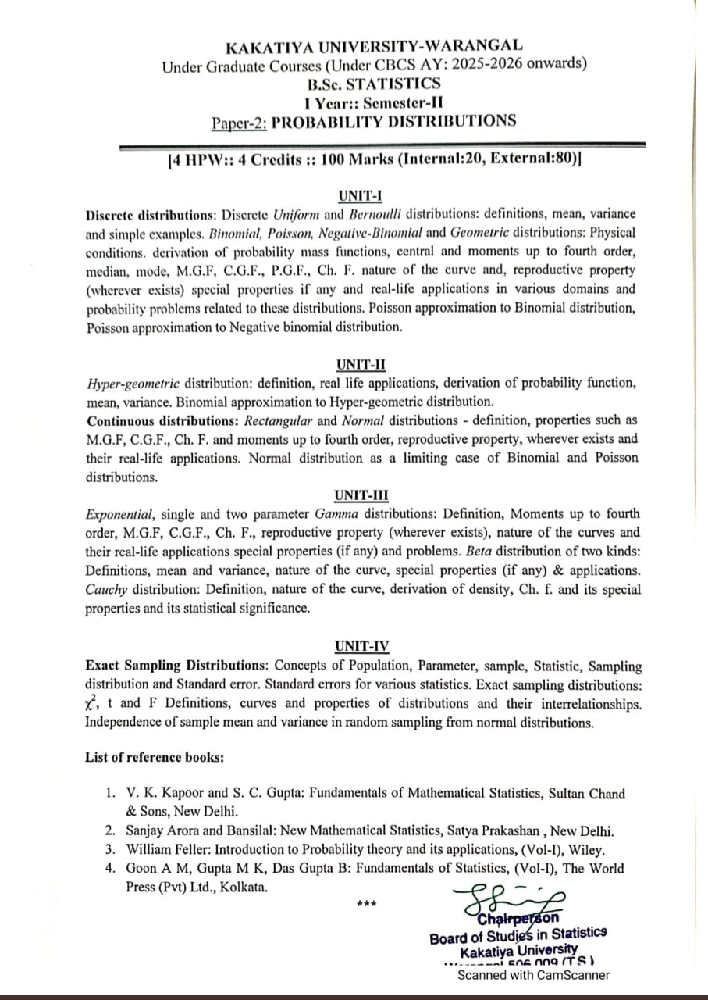 KAKATIYA UNIVERSITY-WARANGAL
Under Graduate Courses (Under CBCS AY: 2025-2026 onwards)
B.Sc. STATISTICS
I Year:: Semester-II
Paper-2: PROBABILITY DISTRIBUTIONS
[4 HPW:: 4 Credits :: 100 Marks (Internal:20, External:80)]
UNIT-I
Discrete distributions: Discrete Uniform and Bernoulli distributions: definitions, mean, variance
and simple examples. Binomial, Poisson, Negative-Binomial and Geometric distributions: Physical
conditions. derivation of probability mass functions, central and moments up to fourth order,
median, mode, M.G.F, C.G.F., P.G.F., Ch. F. nature of the curve and, reproductive property
(wherever exists) special properties if any and real-life applications in various domains and
probability problems related to these distributions. Poisson approximation to Binomial distribution,
Poisson approximation to Negative binomial distribution.
UNIT-II
Hyper-geometric distribution: definition, real life applications, derivation of probability function,
mean, variance. Binomial approximation to Hyper-geometric distribution.
Continuous distributions: Rectangular and Normal distributions - definition, properties such as
M.G.F, C.G.F., Ch. F. and moments up to fourth order, reproductive property, wherever exists and
their real-life applications. Normal distribution as a limiting case of Binomial and Poisson
distributions.
UNIT-III
Exponential, single and two parameter Gamma distributions: Definition, Moments up to fourth
order, M.G.F, C.G.F., Ch. F., reproductive property (wherever exists), nature of the curves and
their real-life applications special properties (if any) and problems. Beta distribution of two kinds:
Definitions, mean and variance, nature of the curve, special properties (if any) & applications.
Cauchy distribution: Definition, nature of the curve, derivation of density, Ch. f. and its special
properties and its statistical significance.
UNIT-IV
Exact Sampling Distributions: Concepts of Population, Parameter, sample, Statistic, Sampling
distribution and Standard error. Standard errors for various statistics. Exact sampling distributions:
χ², t and F Definitions, curves and properties of distributions and their interrelationships.
Independence of sample mean and variance in random sampling from normal distributions.
List of reference books:
1. V. K. Kapoor and S. C. Gupta: Fundamentals of Mathematical Statistics, Sultan Chand
& Sons, New Delhi.
2. Sanjay Arora and Bansilal: New Mathematical Statistics, Satya Prakashan , New Delhi.
3. William Feller: Introduction to Probability theory and its applications, (Vol-I), Wiley.
4. Goon A M, Gupta M K, Das Gupta B: Fundamentals of Statistics, (Vol-I), The World
Press (Pvt) Ltd., Kolkata.
***
Chairperson
Board of Studies in Statistics
Kakatiya University
506 009 (T S)
Scanned with CamScanner